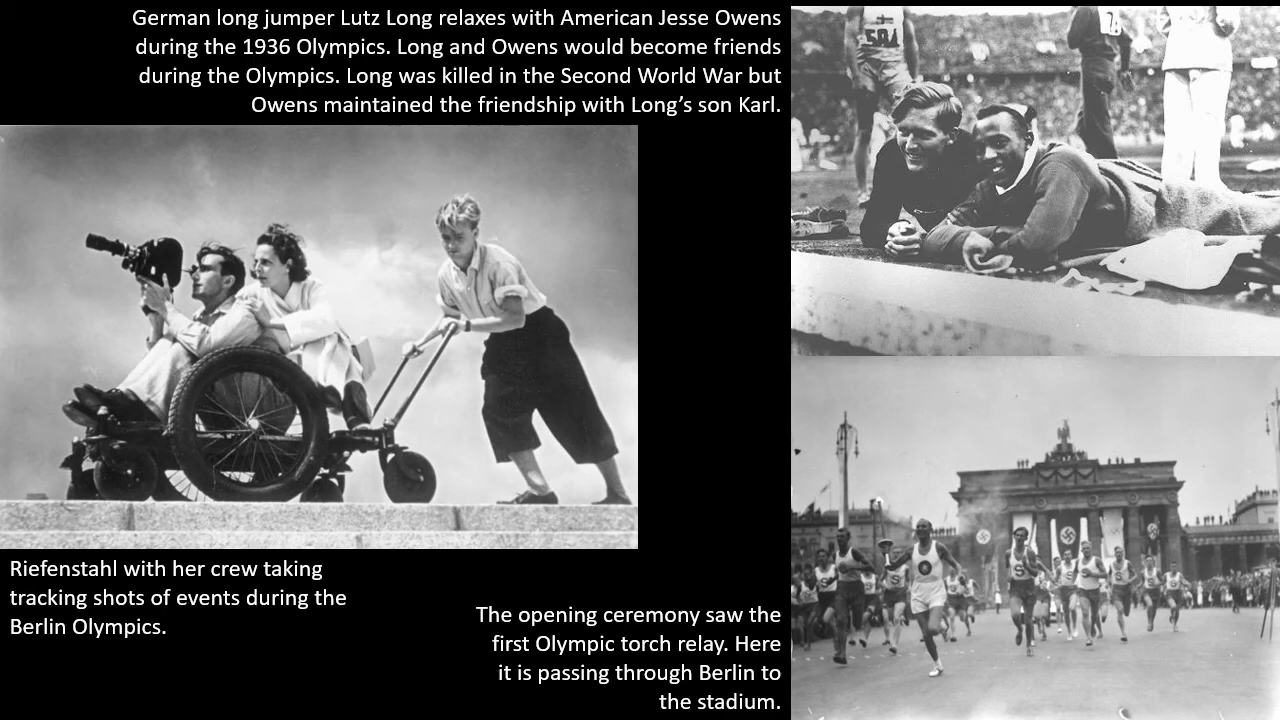 German long jumper Lutz Long relaxes with American Jesse Owens
during the 1936 Olympics. Long and Owens would become friends
during the Olympics. Long was killed in the Second World War but
Owens maintained the friendship with Long’s son Karl.
Riefenstahl with her crew taking
tracking shots of events during the
Berlin Olympics.
The opening ceremony saw the
first Olympic torch relay. Here
it is passing through Berlin to
the stadium.